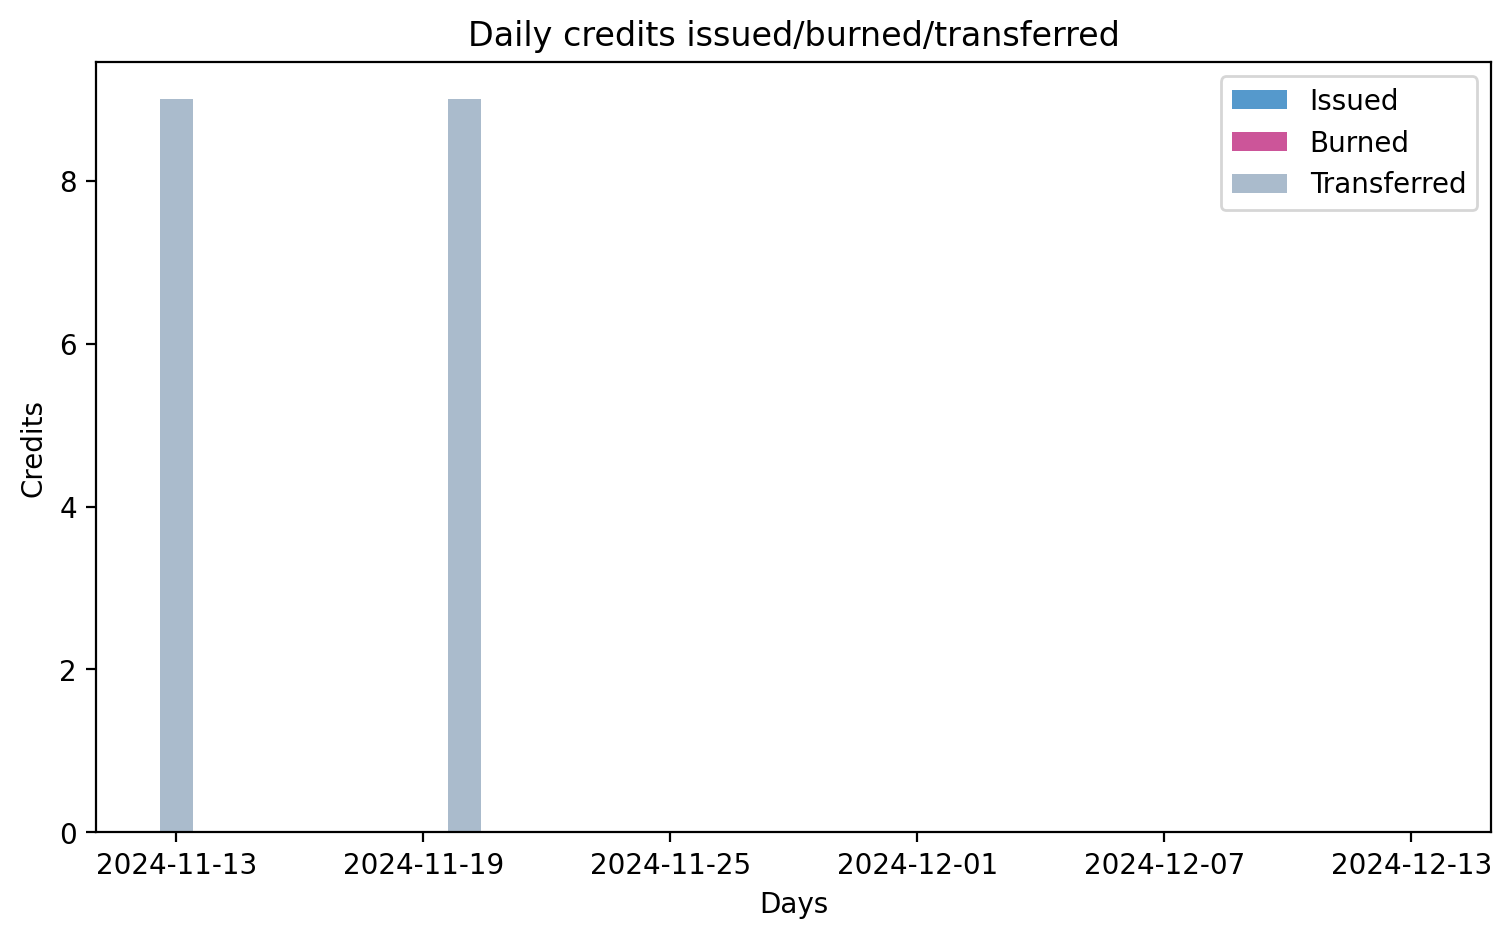 Daily credits issued/burned/transferred
Issued
Burned
Transferred
8
6
4
2
0
Credits
2024-11-13
2024-11-19
2024-11-25
2024-12-01
2024-12-07
2024-12-13
Days